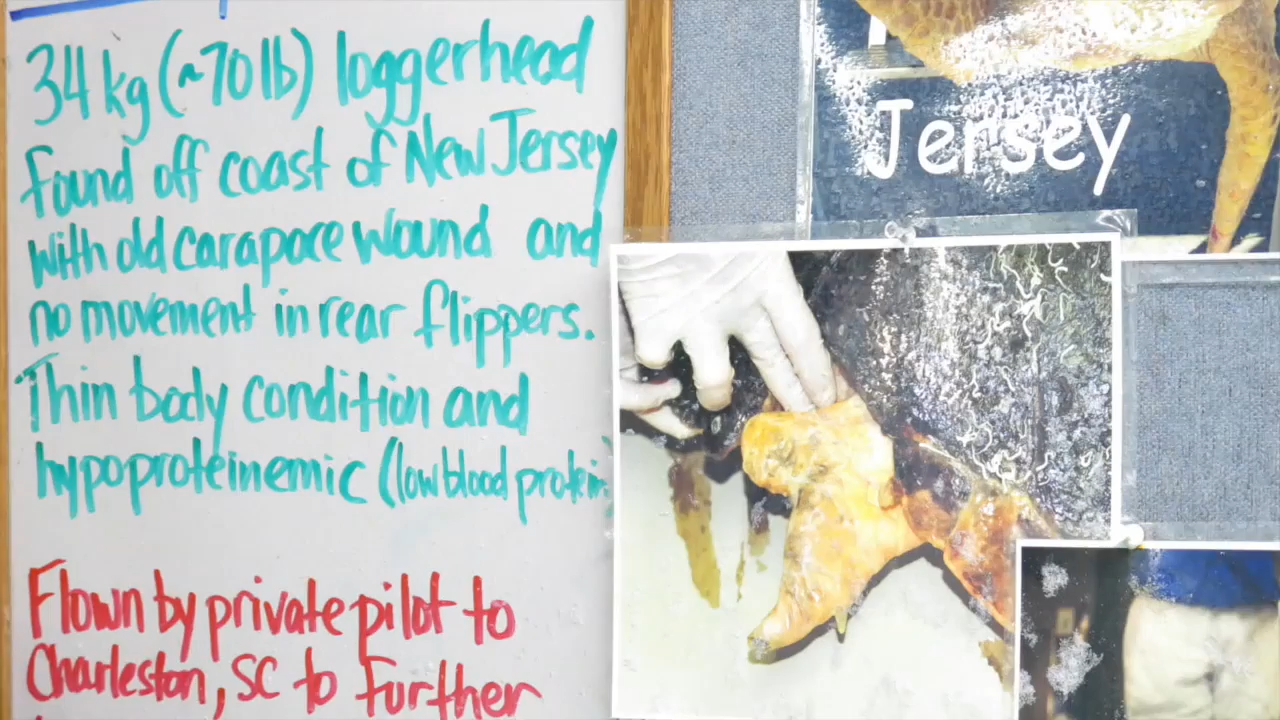 34 kg (~70 lb) loggerhead
found off coast of New Jersey
with old carapace wound and
no movement in rear flippers.
Thin body condition and
hypoproteinemic (low blood protein
Flown by private pilot to
Charleston, SC to further
Jersey